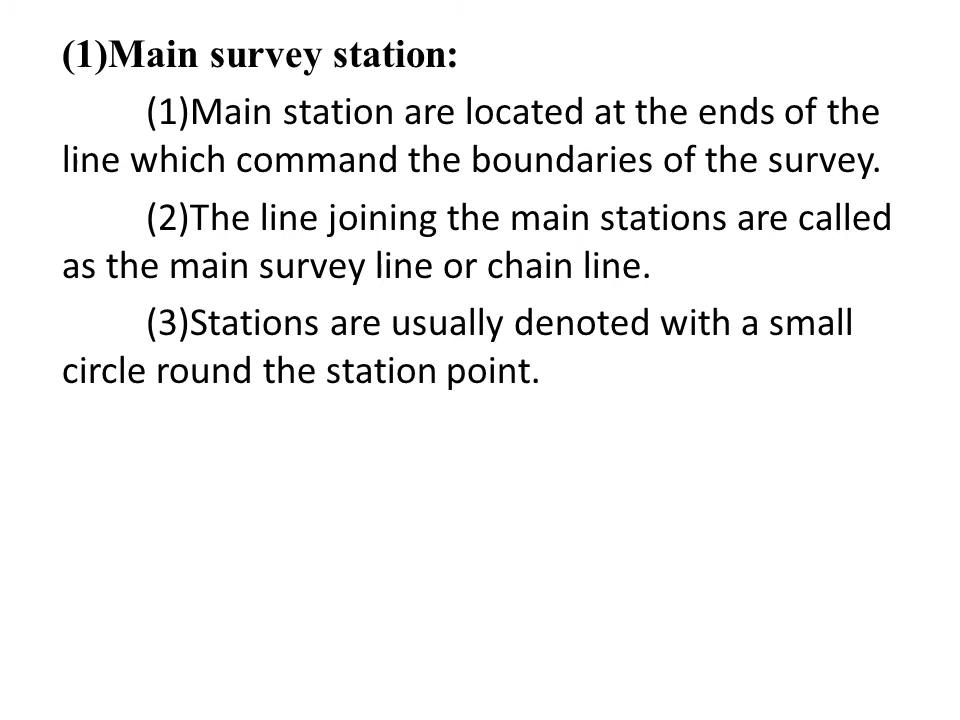 (1)Main survey station:
(1)Main station are located at the ends of the
line which command the boundaries of the survey.
(2)The line joining the main stations are called
as the main survey line or chain line.
(3)Stations are usually denoted with a small
circle round the station point.